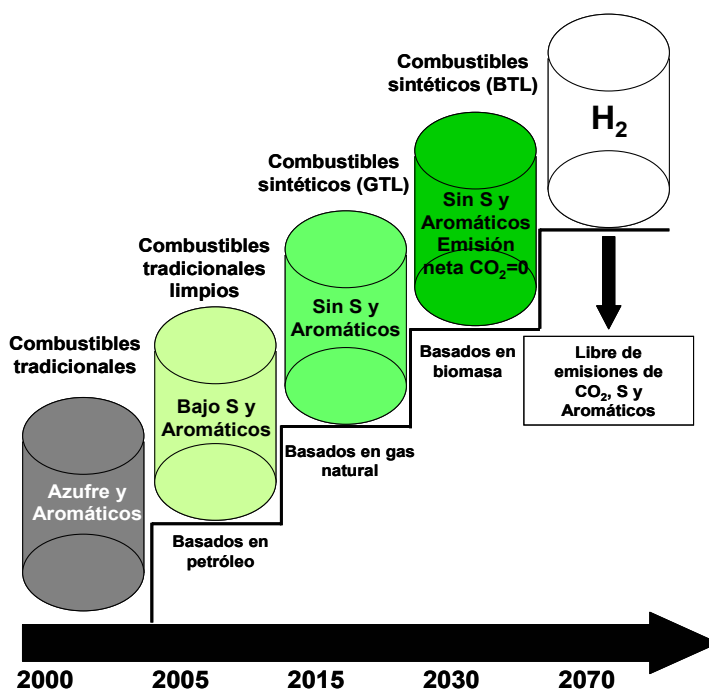 Combustibles
tradicionales
Azufre y
Aromáticos
Combustibles
tradicionales
limpios
Bajo S y
Aromáticos
Basados en
petróleo
Combustibles
sintéticos (GTL)
Sin S y
Aromáticos
Basados en gas
natural
Combustibles
sintéticos (BTL)
Sin S y
Aromáticos
Emisión
neta CO₂=0
Basados en
biomasa
H₂
Libre de
emisiones de
CO₂, S y
Aromáticos
2000 2005 2015 2030 2070